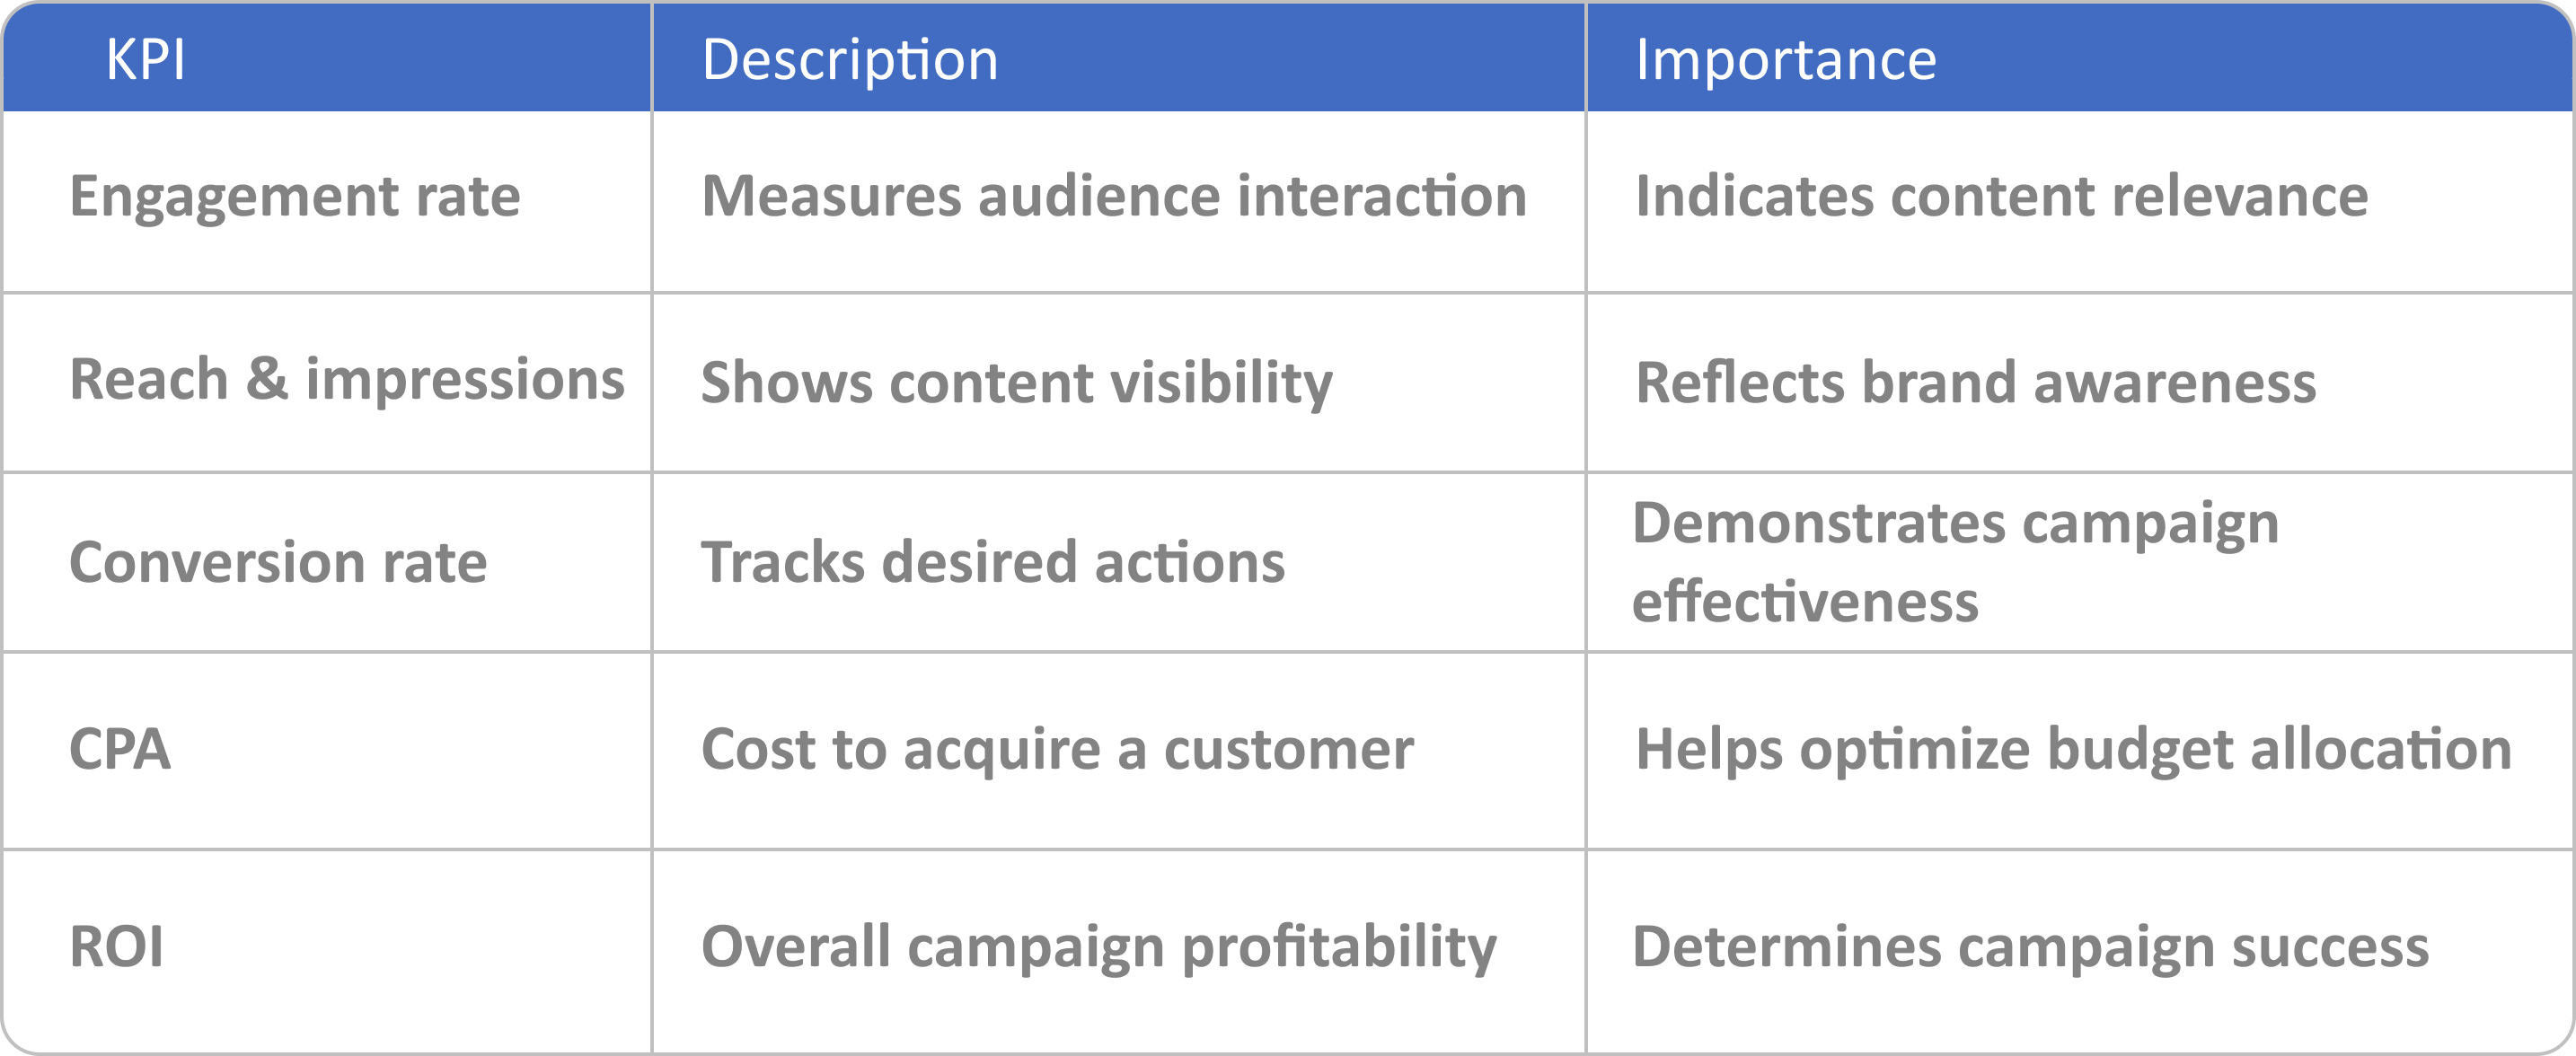 KPI Description Importance
Engagement rate Measures audience interaction Indicates content relevance
Reach & impressions Shows content visibility Reflects brand awareness
Conversion rate Tracks desired actions Demonstrates campaign
effectiveness
CPA Cost to acquire a customer Helps optimize budget allocation
ROI Overall campaign profitability Determines campaign success